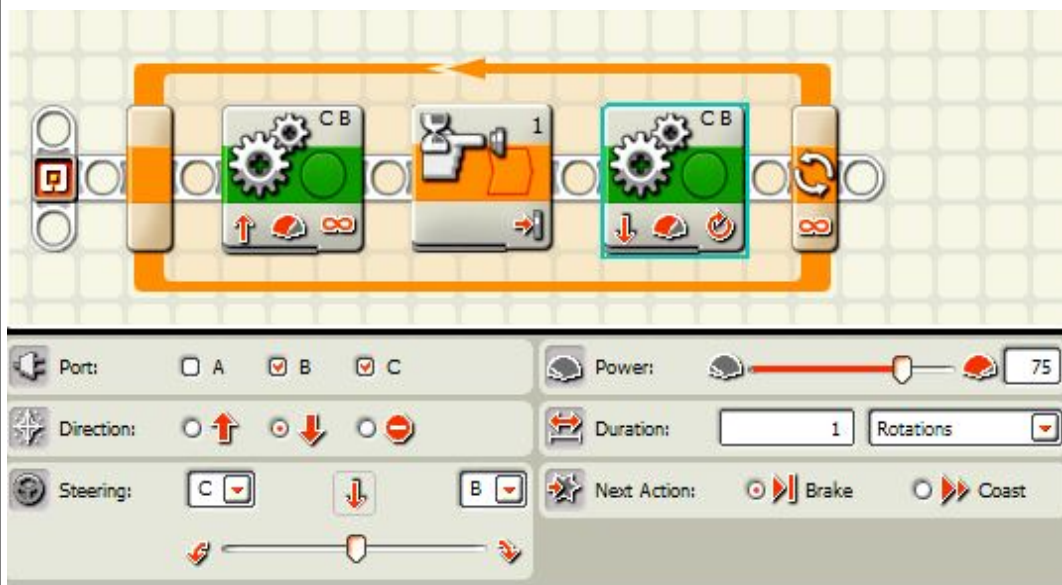 C B
1
C B
Port:
A
B
C
Power:
75
Direction:
Duration:
1
Rotations
Steering:
C
B
Next Action:
Brake
Coast